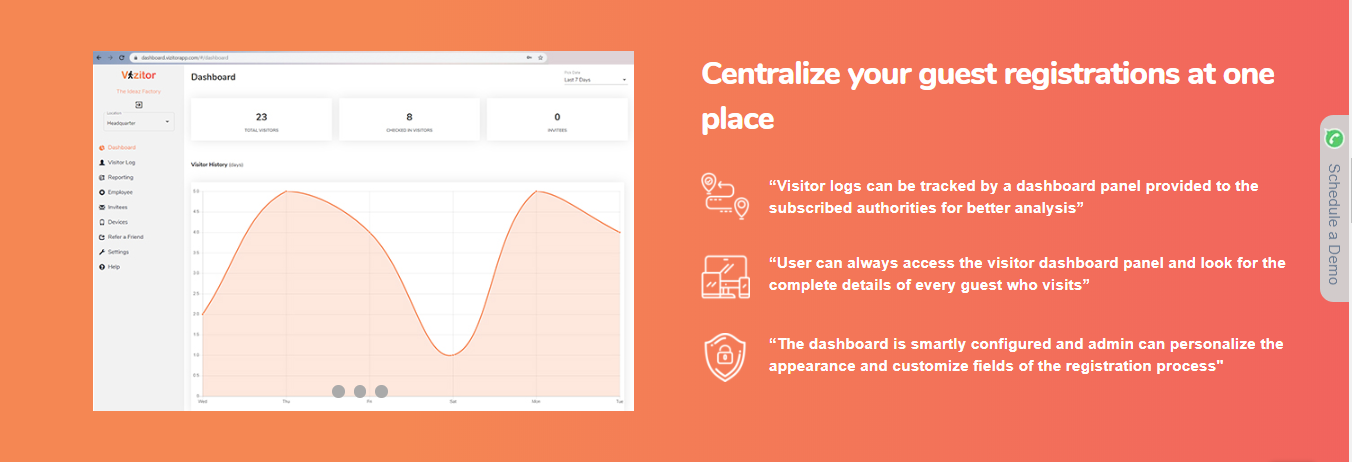 dashboard.vizitorapp.com/#/dashboard
Vizitor
The Ideaz Factory
Location
Headquarter
Dashboard
Visitor Log
Reporting
Employee
Invitees
Devices
Refer a Friend
Settings
Help
Dashboard
Last 7 Days
23
TOTAL VISITORS
8
CHECKED IN VISITORS
0
INVITEES
Visitor History (days)
5.0
4.5
4.0
3.5
3.0
2.5
2.0
1.5
1.0
0.5
0
Wed
Thu
Fri
Sat
Mon
Tue
Centralize your guest registrations at one
place
“Visitor logs can be tracked by a dashboard panel provided to the
subscribed authorities for better analysis”
“User can always access the visitor dashboard panel and look for the
complete details of every guest who visits”
“The dashboard is smartly configured and admin can personalize the
appearance and customize fields of the registration process"
Schedule a Demo